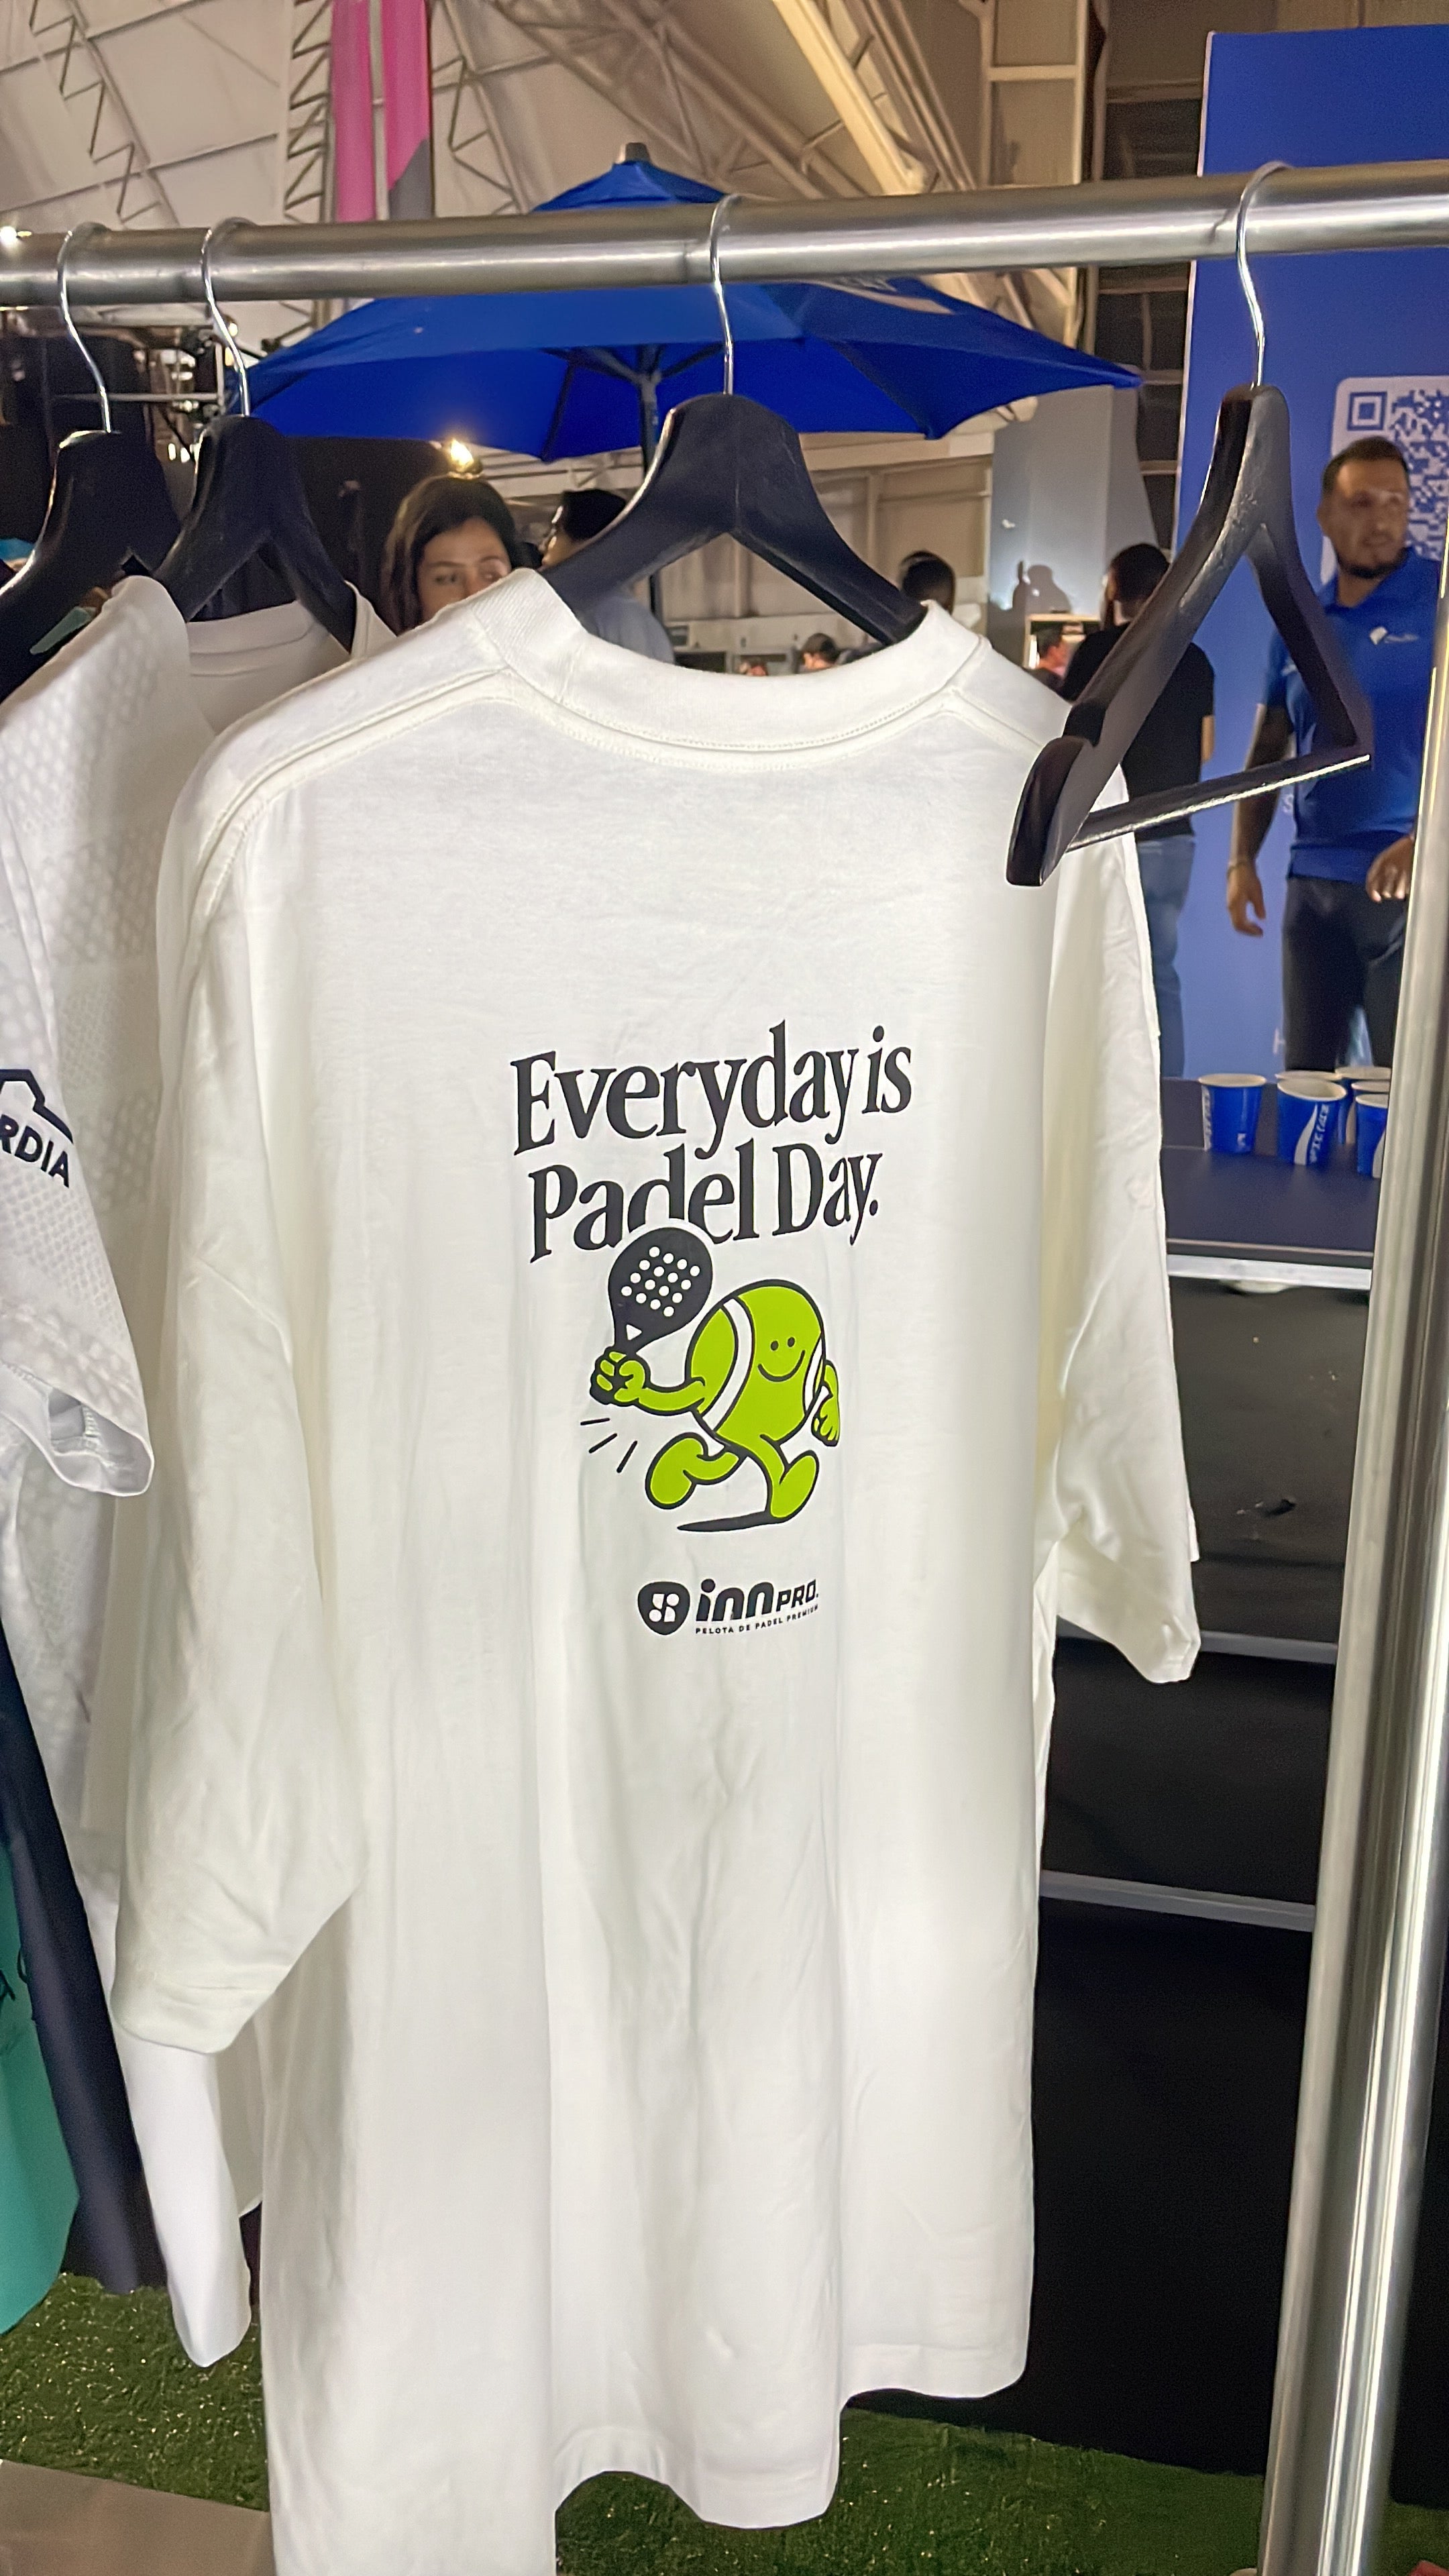 Everyday is
Padel Day.
innPRO.
PELOTA DE PADEL PREMIUM
RDIA